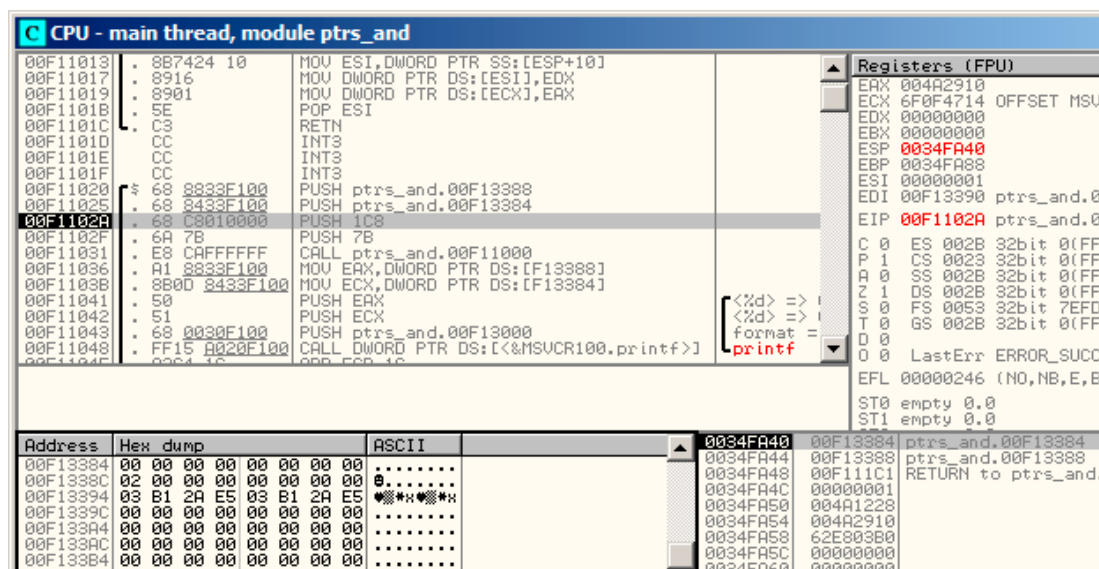 C CPU - main thread, module ptrs_and
00F11013 . 8B7424 10 MOV ESI,DWORD PTR SS:[ESP+10]
00F11017 . 8916 MOV DWORD PTR DS:[ESI],EDX
00F11019 . 8901 MOV DWORD PTR DS:[ECX],EAX
00F1101B . 5E POP ESI
00F1101C . C3 RETN
00F1101D CC INT3
00F1101E CC INT3
00F1101F CC INT3
00F11020 $ 68 8833F100 PUSH ptrs_and.00F13388
00F11025 . 68 8433F100 PUSH ptrs_and.00F13384
00F1102A . 68 C8010000 PUSH 1C8
00F1102F . 6A 7B PUSH 7B
00F11031 . E8 CAFFFFFF CALL ptrs_and.00F11000
00F11036 . A1 8833F100 MOV EAX,DWORD PTR DS:[F13388]
00F1103B . 8B0D 8433F100 MOV ECX,DWORD PTR DS:[F13384]
00F11041 . 50 PUSH EAX
00F11042 . 51 PUSH ECX
00F11043 . 68 0030F100 PUSH ptrs_and.00F13000
00F11048 . FF15 A020F100 CALL DWORD PTR DS:[<&MSVCR100.printf>]
<%d> =>
<%d> =>
format =
printf
Registers (FPU)
EAX 004A2910
ECX 6F0F4714 OFFSET MSV
EDX 00000000
EBX 00000000
ESP 0034FA40
EBP 0034FA88
ESI 00000001
EDI 00F13390 ptrs_and.0
EIP 00F1102A ptrs_and.0
C 0 ES 002B 32bit 0(FF
P 1 CS 0023 32bit 0(FF
A 0 SS 002B 32bit 0(FF
Z 1 DS 002B 32bit 0(FF
S 0 FS 0053 32bit 7EFD
T 0 GS 002B 32bit 0(FF
D 0
O 0 LastErr ERROR_SUCC
EFL 00000246 (NO,NB,E,B
ST0 empty 0.0
ST1 empty 0.0
Address Hex dump ASCII
00F13384 00 00 00 00 00 00 00 00 ........
00F1338C 02 00 00 00 00 00 00 00 ☻.......
00F13394 03 B1 2A E5 03 B1 2A E5 ♥▒*x♥▒*x
00F1339C 00 00 00 00 00 00 00 00 ........
00F133A4 00 00 00 00 00 00 00 00 ........
00F133AC 00 00 00 00 00 00 00 00 ........
00F133B4 00 00 00 00 00 00 00 00 ........
0034FA40 00F13384 ptrs_and.00F13384
0034FA44 00F13388 ptrs_and.00F13388
0034FA48 00F111C1 RETURN to ptrs_and.
0034FA4C 00000001
0034FA50 004A1228
0034FA54 004A2910
0034FA58 62E803B0
0034FA5C 00000000
0034FA60 00000000